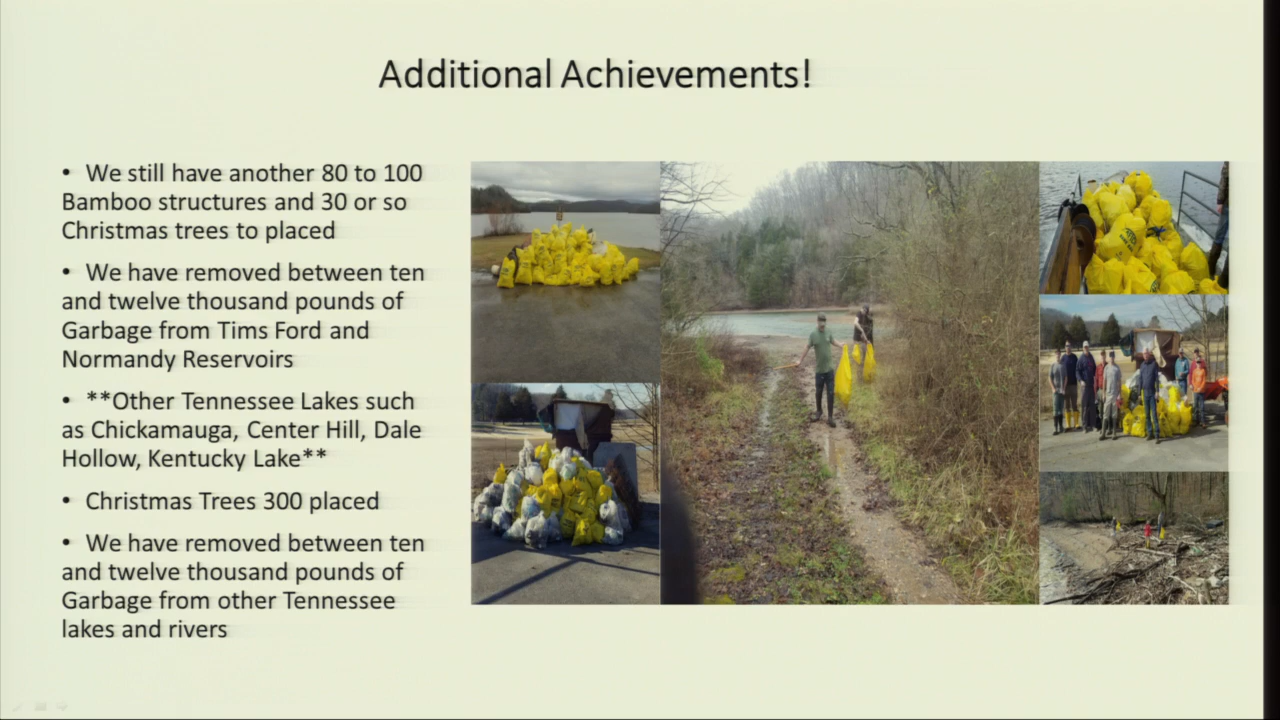 Additional Achievements!
• We still have another 80 to 100
Bamboo structures and 30 or so
Christmas trees to placed
• We have removed between ten
and twelve thousand pounds of
Garbage from Tims Ford and
Normandy Reservoirs
• **Other Tennessee Lakes such
as Chickamauga, Center Hill, Dale
Hollow, Kentucky Lake**
• Christmas Trees 300 placed
• We have removed between ten
and twelve thousand pounds of
Garbage from other Tennessee
lakes and rivers